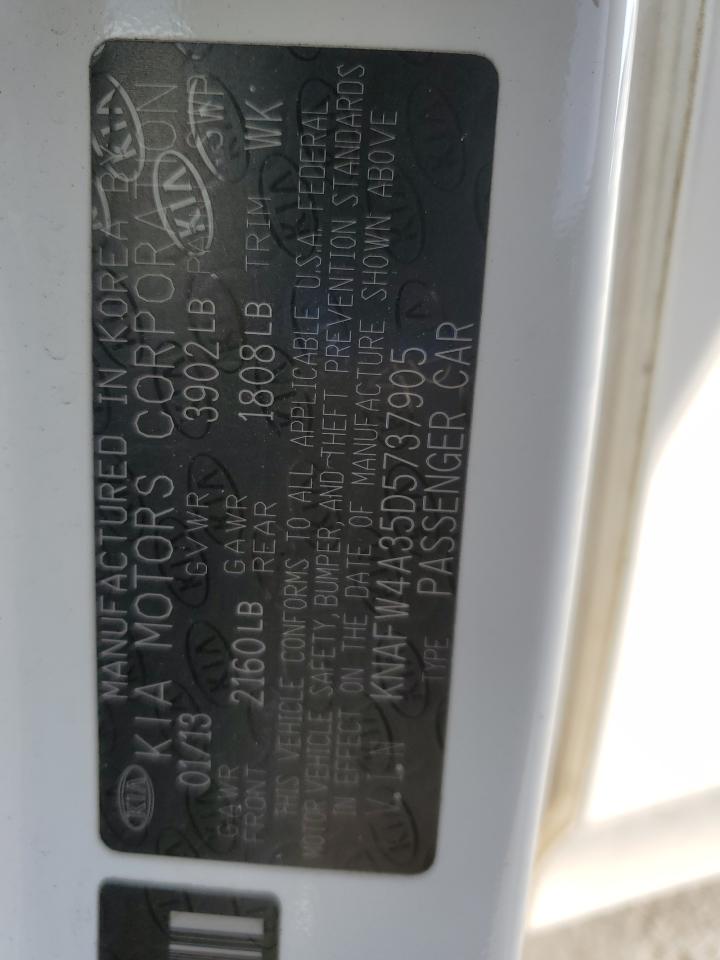 MANUFACTURED IN KOREA BY
KIA MOTORS CORPORATION
01/13 GVWR 3902LB SWP
GAWR FRONT 2160LB GAWR REAR 1808LB TRIM WK
THIS VEHICLE CONFORMS TO ALL APPLICABLE U.S.A. FEDERAL
MOTOR VEHICLE SAFETY, BUMPER, AND THEFT PREVENTION STANDARDS
IN EFFECT ON THE DATE OF MANUFACTURE SHOWN ABOVE
V.I.N KNAFW4A35D5737905
TYPE PASSENGER CAR
KIA